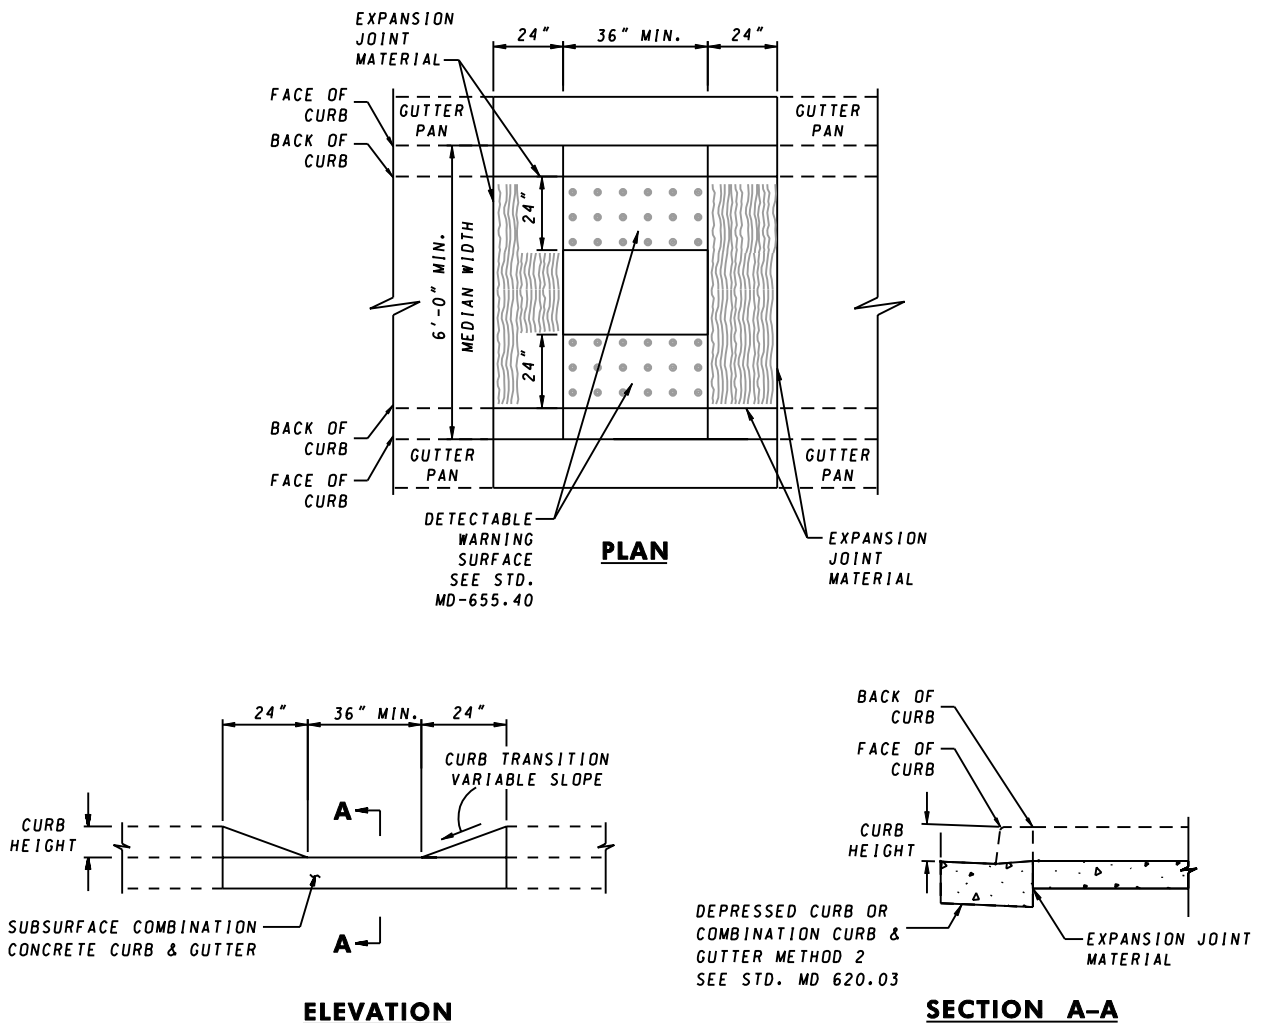 EXPANSION
JOINT
MATERIAL
24"
36" MIN.
24"
FACE OF
CURB
GUTTER
PAN
GUTTER
PAN
BACK OF
CURB
24"
6'-0" MIN.
MEDIAN WIDTH
24"
BACK OF
CURB
GUTTER
PAN
GUTTER
PAN
FACE OF
CURB
DETECTABLE
WARNING
SURFACE
SEE STD.
MD-655.40
PLAN
EXPANSION
JOINT
MATERIAL
24"
36" MIN.
24"
CURB TRANSITION
VARIABLE SLOPE
A
CURB
HEIGHT
SUBSURFACE COMBINATION
CONCRETE CURB & GUTTER
A
ELEVATION
BACK OF
CURB
FACE OF
CURB
CURB
HEIGHT
DEPRESSED CURB OR
COMBINATION CURB &
GUTTER METHOD 2
SEE STD. MD 620.03
EXPANSION JOINT
MATERIAL
SECTION A-A